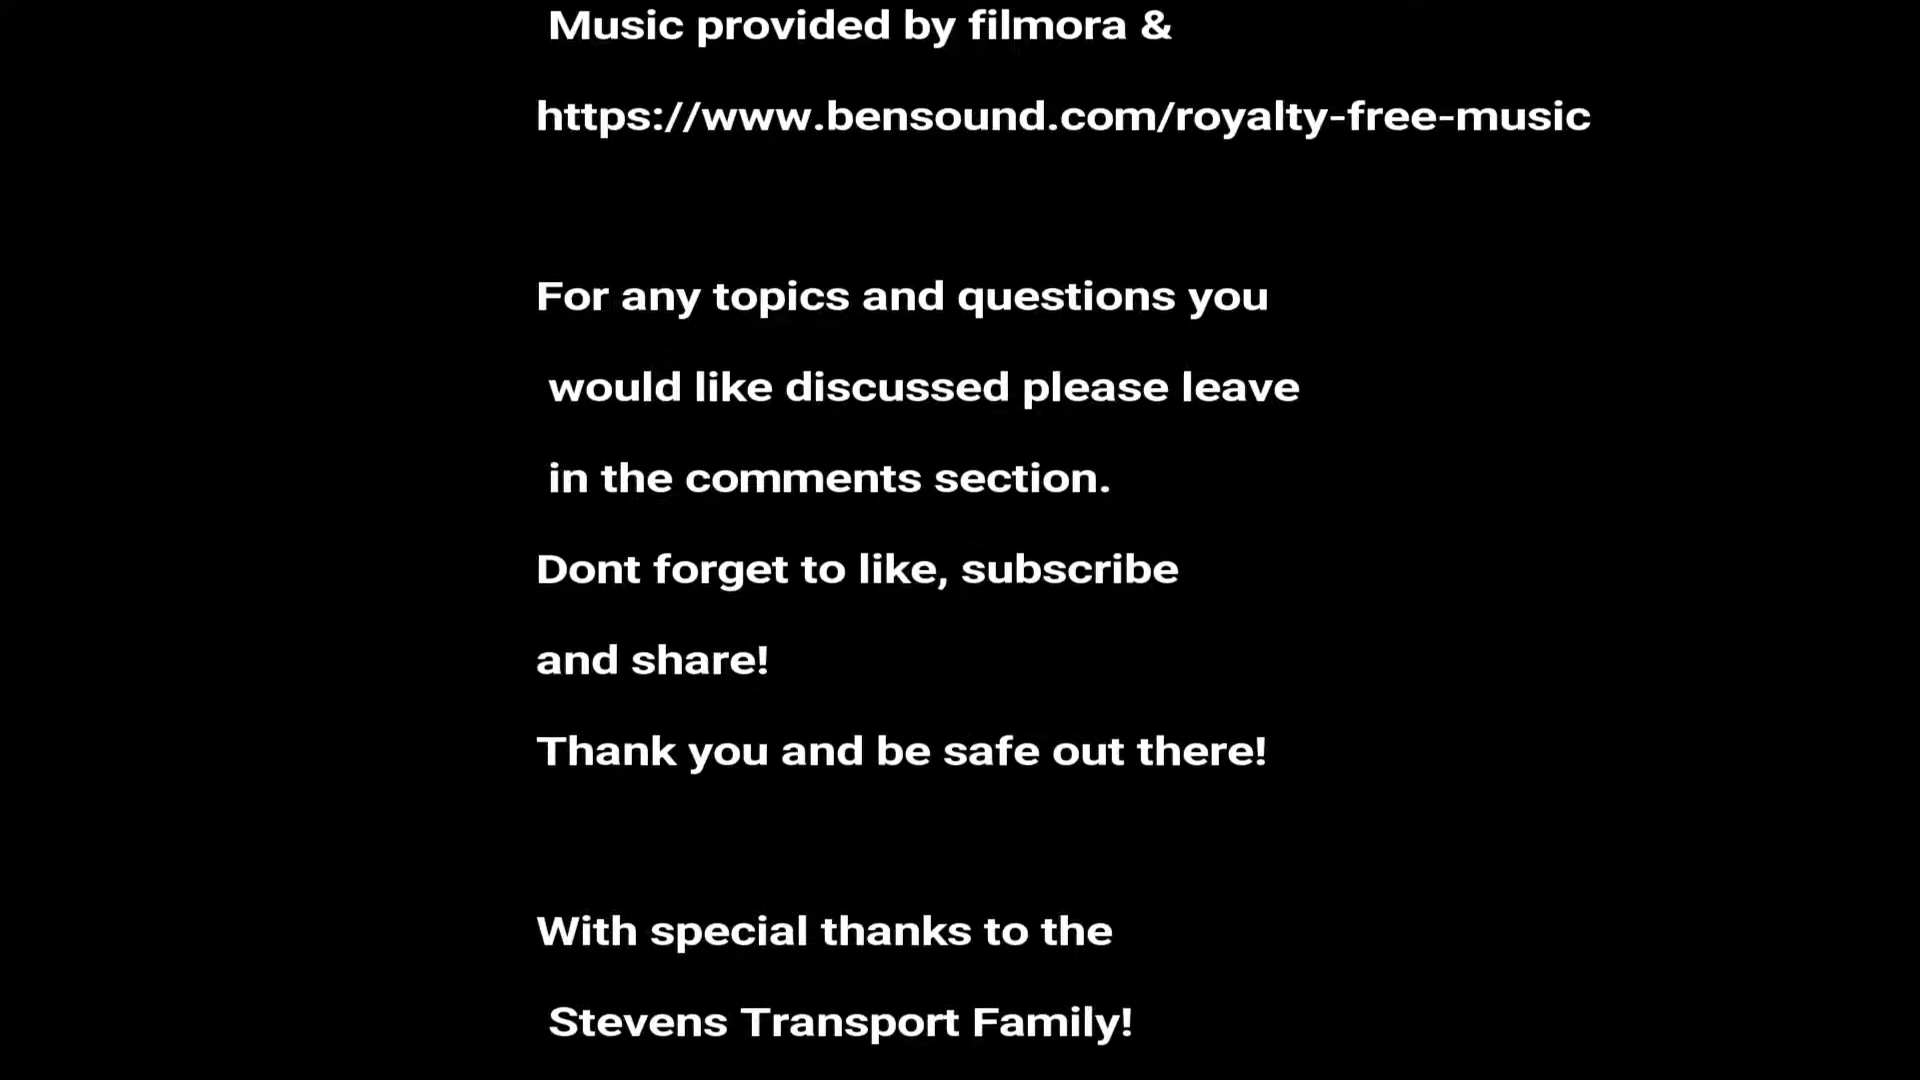 Music provided by filmora &
https://www.bensound.com/royalty-free-music
For any topics and questions you
would like discussed please leave
in the comments section.
Dont forget to like, subscribe
and share!
Thank you and be safe out there!
With special thanks to the
Stevens Transport Family!